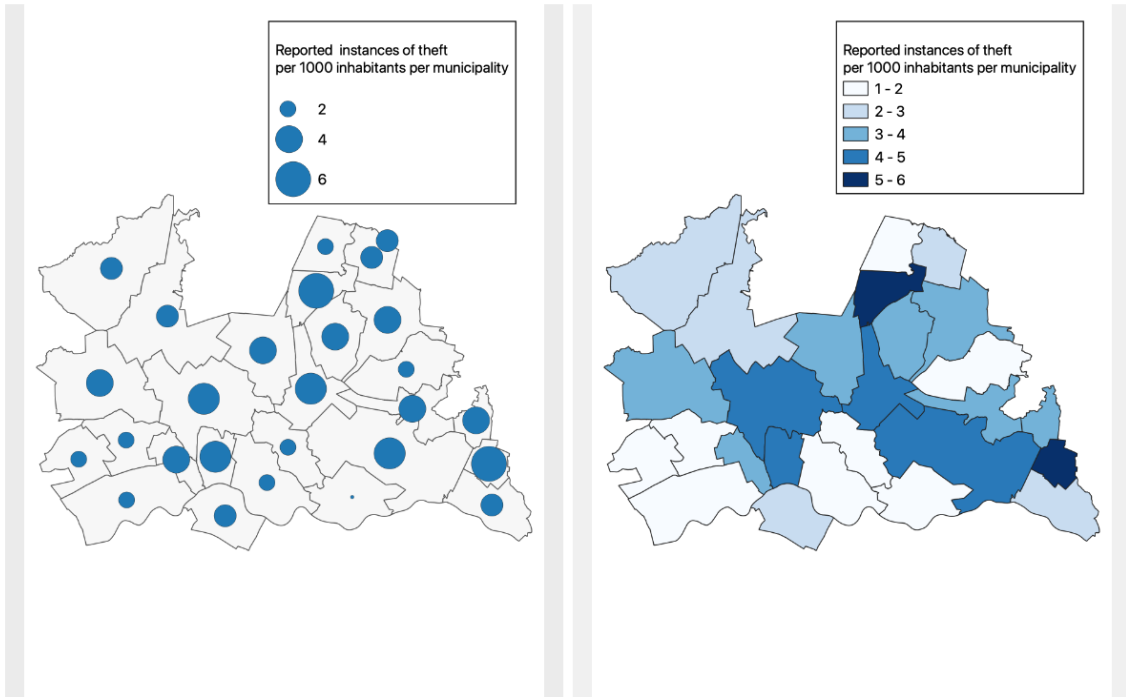 Reported instances of theft
per 1000 inhabitants per municipality
2
4
6
Reported instances of theft
per 1000 inhabitants per municipality
1 - 2
2 - 3
3 - 4
4 - 5
5 - 6